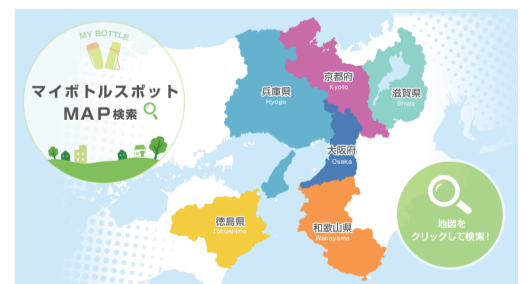 MY BOTTLE
マイボトルスポット
MAP検索
兵庫県
Hyogo
京都府
Kyoto
滋賀県
Shiga
大阪府
Osaka
徳島県
Tokushima
和歌山県
Wakayama
地図を
クリックして検索!